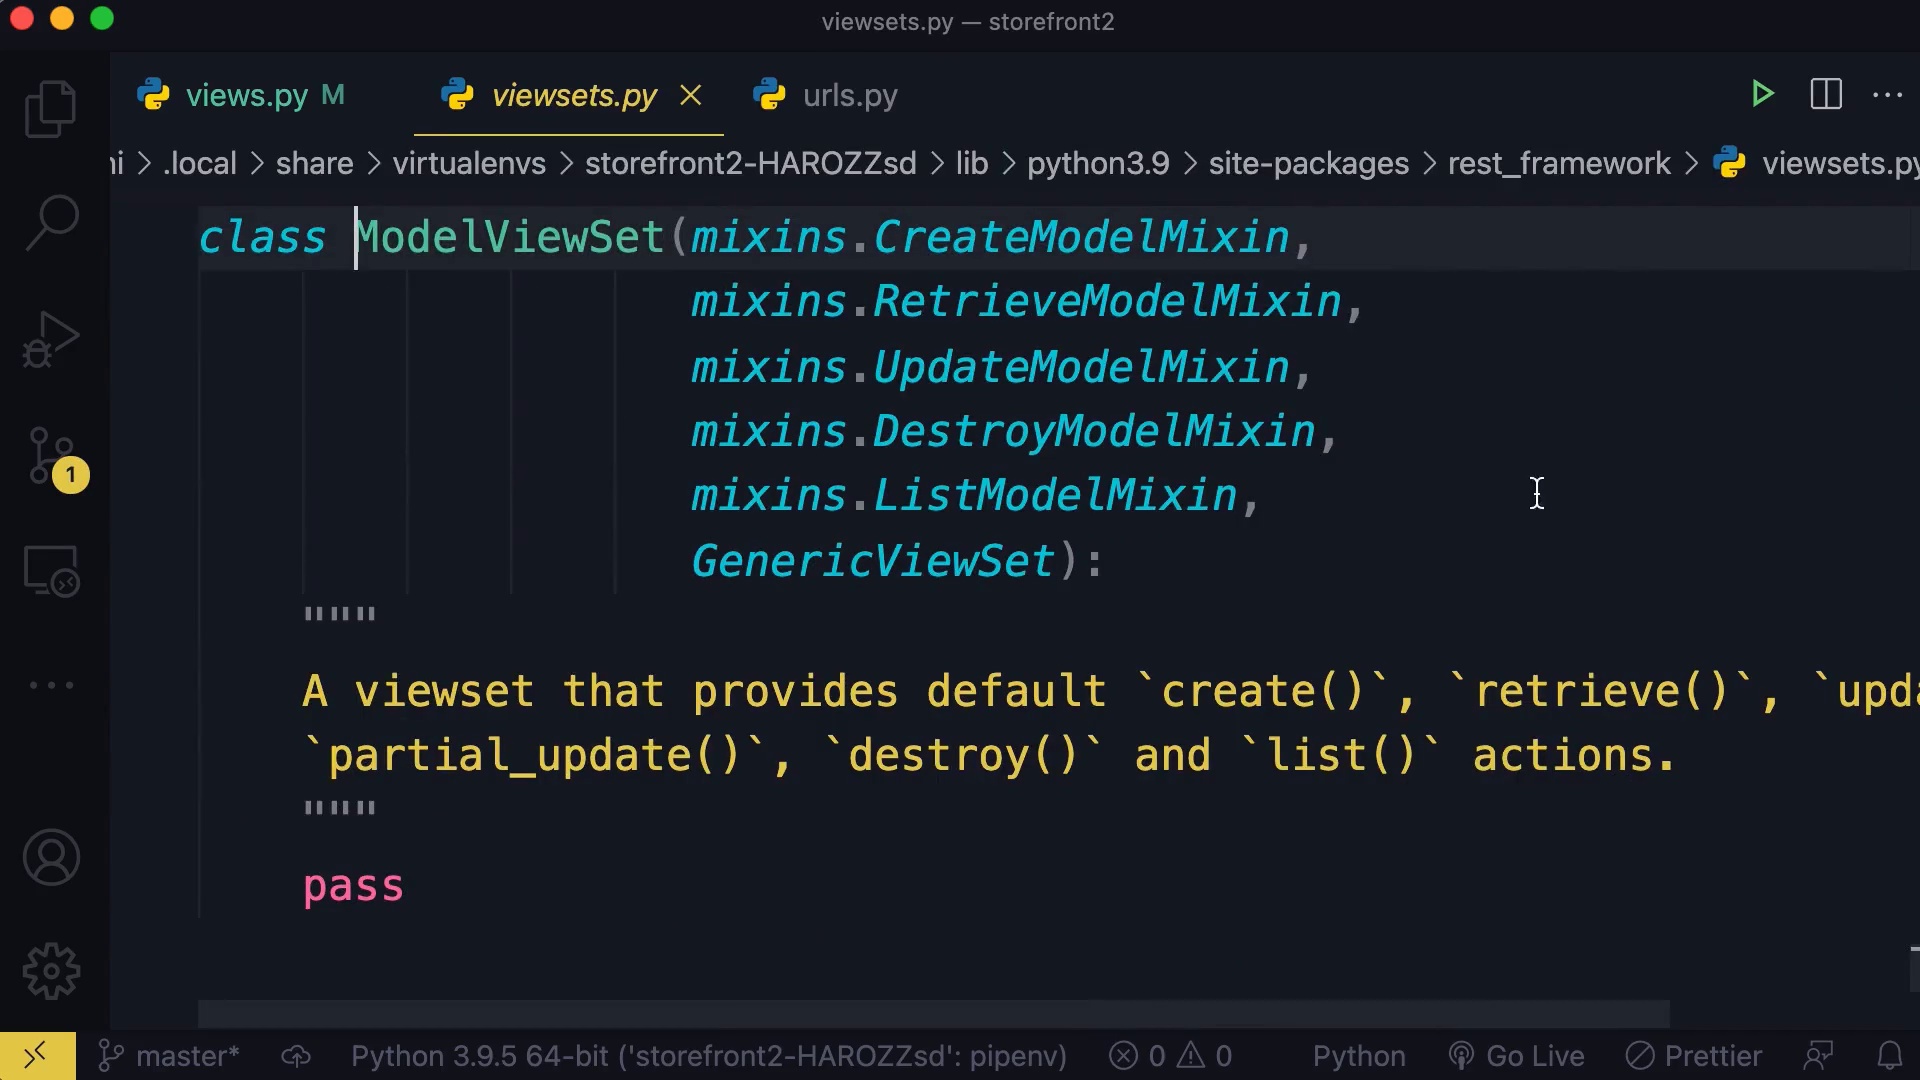 viewsets.py — storefront2
views.py M viewsets.py urls.py
.local > share > virtualenvs > storefront2-HAROZZsd > lib > python3.9 > site-packages > rest_framework > viewsets.py
class ModelViewSet(mixins.CreateModelMixin,
mixins.RetrieveModelMixin,
mixins.UpdateModelMixin,
mixins.DestroyModelMixin,
mixins.ListModelMixin,
GenericViewSet):
"""
A viewset that provides default `create()`, `retrieve()`, `upda
`partial_update()`, `destroy()` and `list()` actions.
"""
pass
1
master* Python 3.9.5 64-bit ('storefront2-HAROZZsd': pipenv) 0 0 Python Go Live Prettier